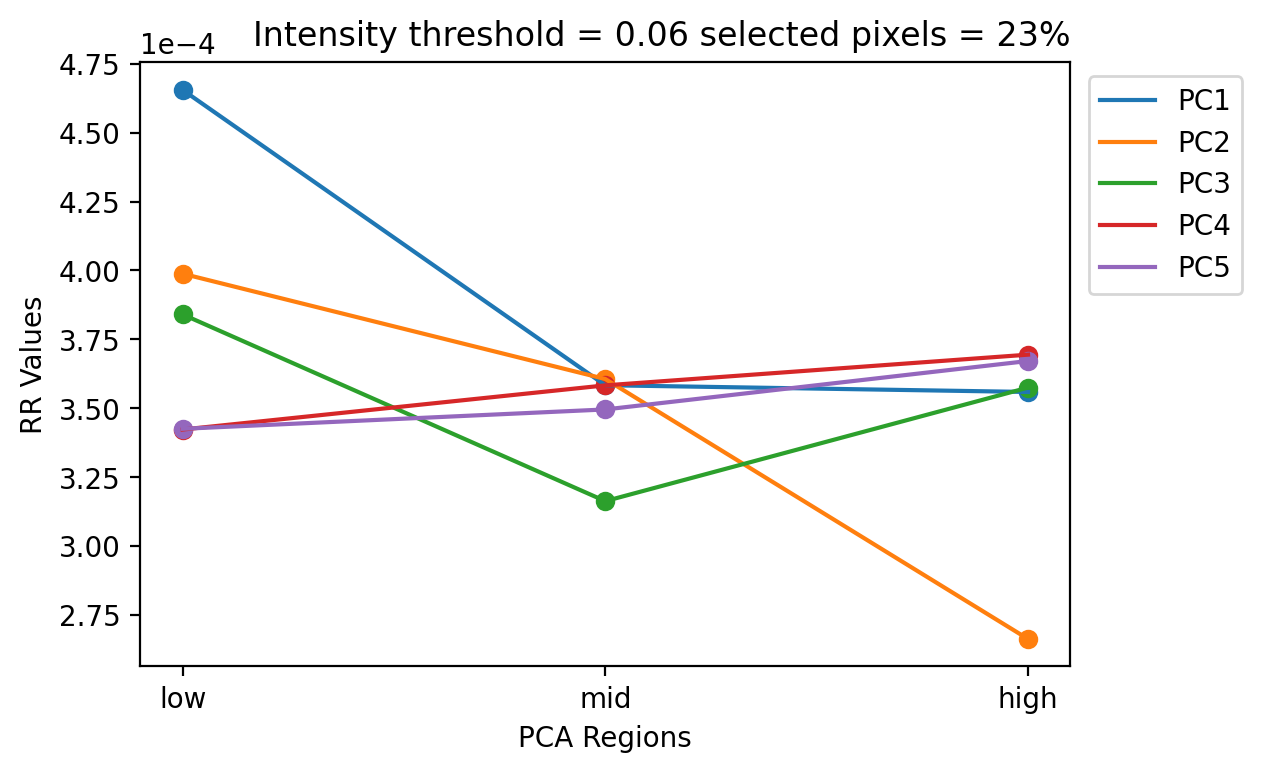 Intensity threshold = 0.06 selected pixels = 23%
1e−4
4.75
4.50
4.25
4.00
3.75
3.50
3.25
3.00
2.75
RR Values
low
mid
high
PCA Regions
PC1
PC2
PC3
PC4
PC5